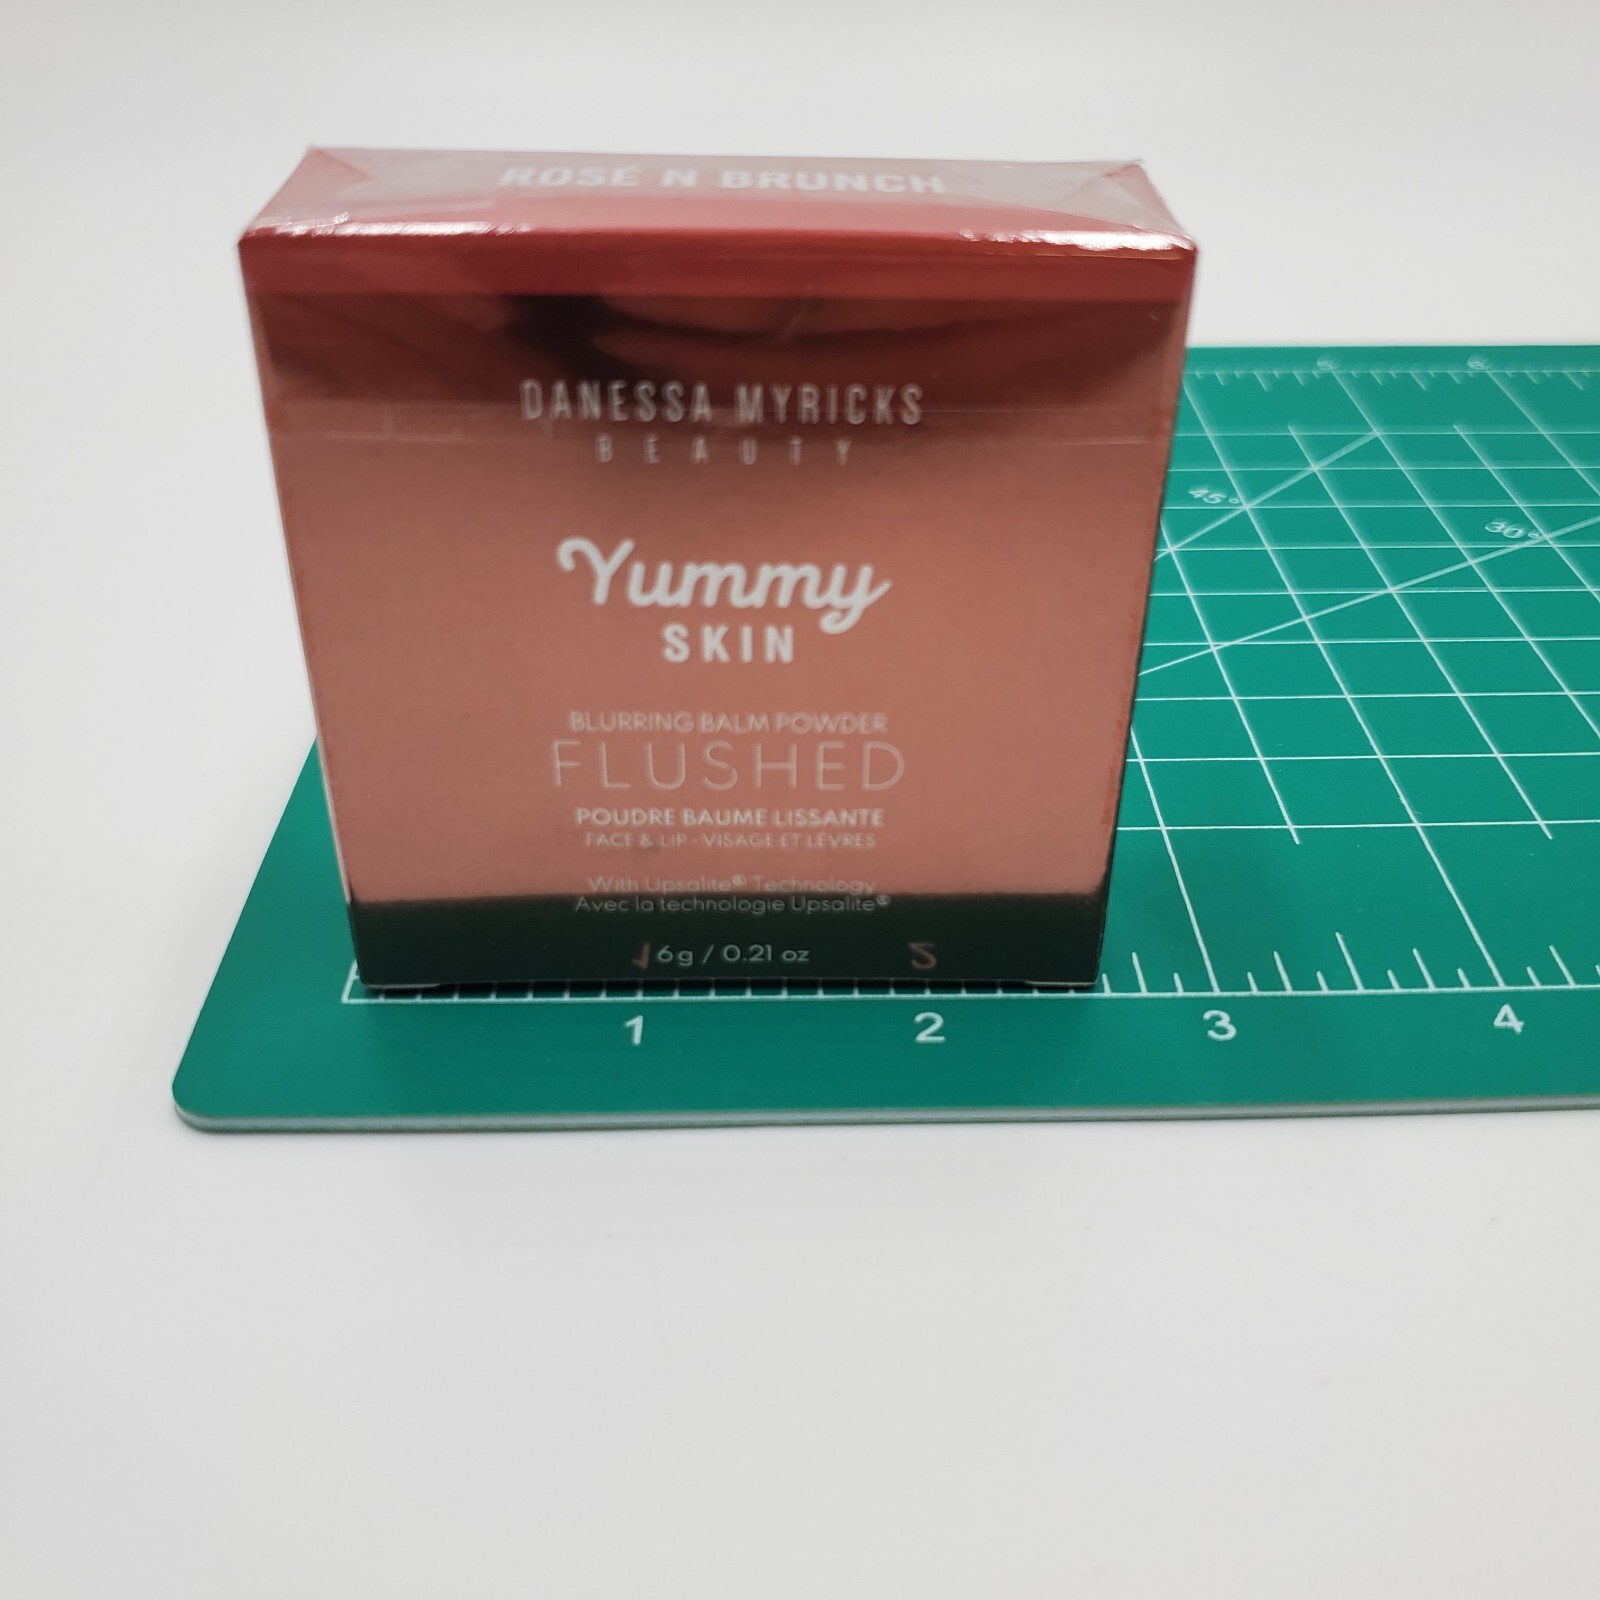 ROSÉ N BRUNCH
DANESSA MYRICKS
BEAUTY
Yummy
SKIN
BLURRING BALM POWDER
FLUSHED
POUDRE BAUME LISSANTE
FACE & LIP · VISAGE ET LÈVRES
With Upsalite® Technology
Avec la technologie Upsalite®
6g / 0.21 oz
45°
30°
1 2 3 4